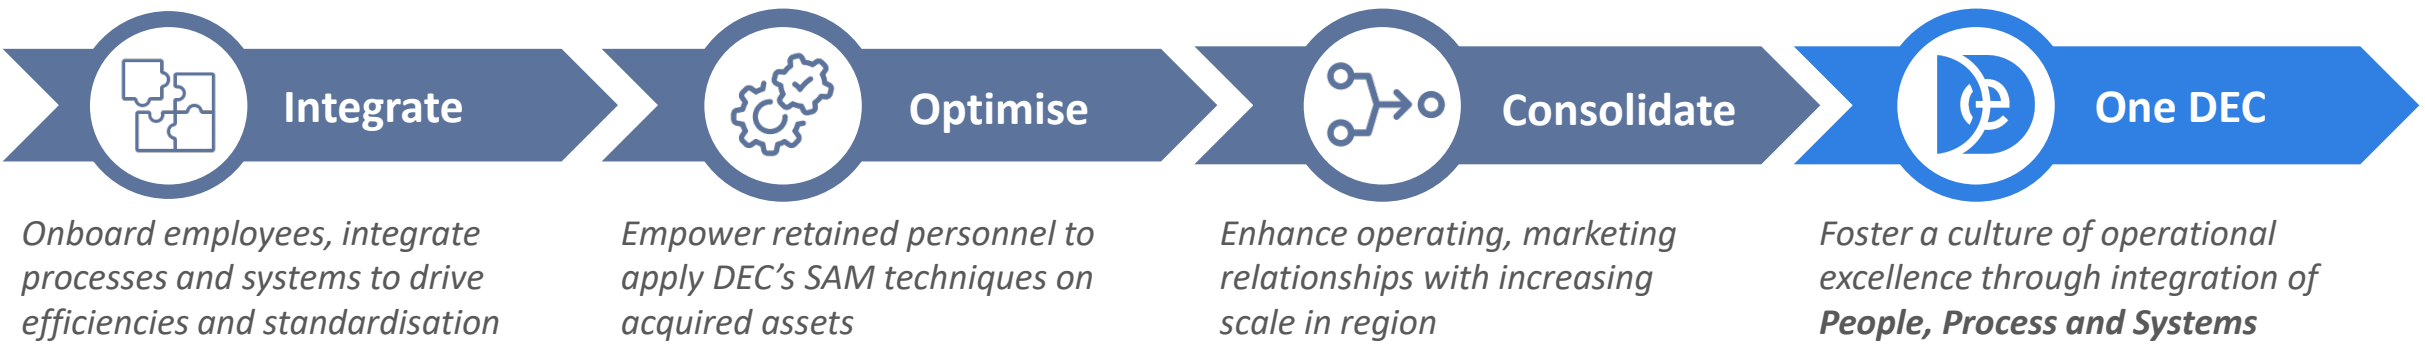 Integrate
Onboard employees, integrate
processes and systems to drive
efficiencies and standardisation
Optimise
Empower retained personnel to
apply DEC’s SAM techniques on
acquired assets
Consolidate
Enhance operating, marketing
relationships with increasing
scale in region
One DEC
Foster a culture of operational
excellence through integration of
People, Process and Systems